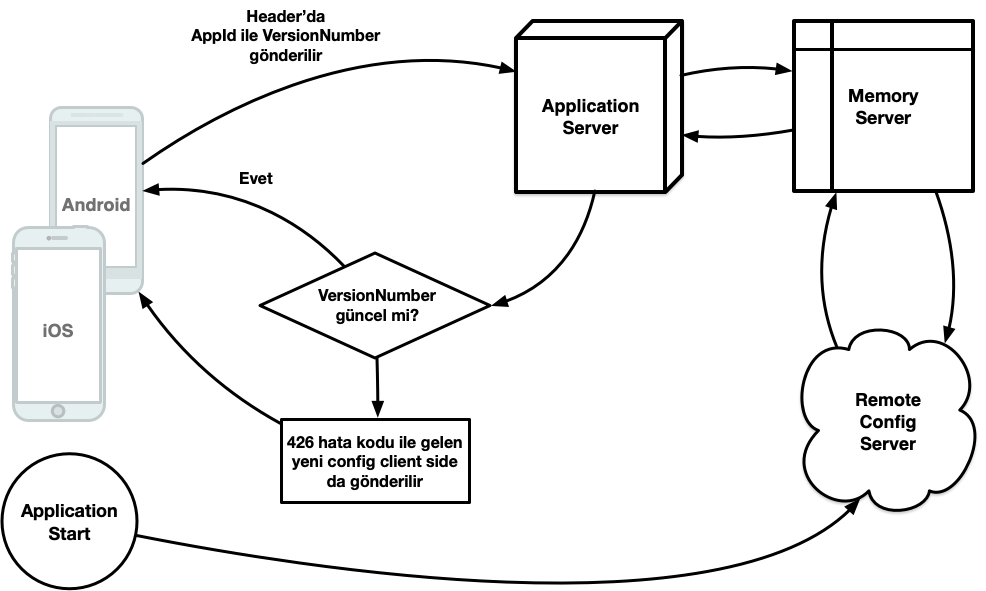 Header'da
AppId ile VersionNumber
gönderilir
Application
Server
Memory
Server
Evet
Android
VersionNumber
güncel mi?
iOS
Remote
Config
Server
426 hata kodu ile gelen
yeni config client side
da gönderilir
Application
Start